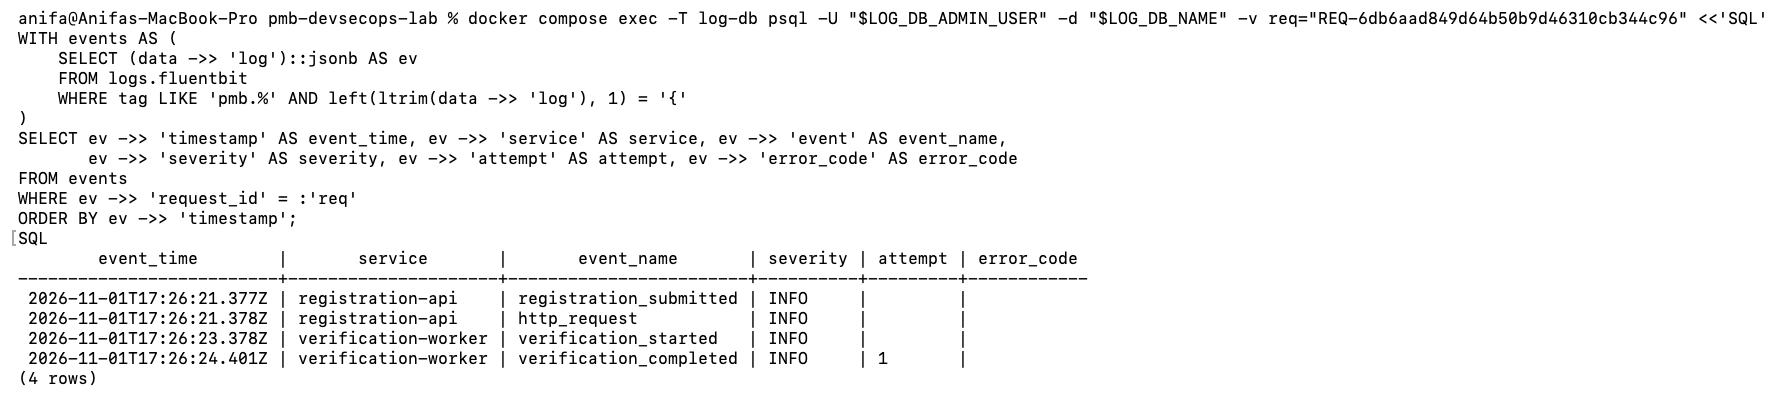 anifa@Anifas-MacBook-Pro pmb-devsecops-lab % docker compose exec -T log-db psql -U "$LOG_DB_ADMIN_USER" -d "$LOG_DB_NAME" -v req="REQ-6db6aad849d64b50b9d46310cb344c96" <<'SQL'
WITH events AS (
    SELECT (data ->> 'log')::jsonb AS ev
    FROM logs.fluentbit
    WHERE tag LIKE 'pmb.%' AND left(ltrim(data ->> 'log'), 1) = '{'
)
SELECT ev ->> 'timestamp' AS event_time, ev ->> 'service' AS service, ev ->> 'event' AS event_name,
       ev ->> 'severity' AS severity, ev ->> 'attempt' AS attempt, ev ->> 'error_code' AS error_code
FROM events
WHERE ev ->> 'request_id' = :'req'
ORDER BY ev ->> 'timestamp';
[SQL
        event_time        |       service       |       event_name       | severity | attempt | error_code
--------------------------+---------------------+------------------------+----------+---------+------------
 2026-11-01T17:26:21.377Z | registration-api    | registration_submitted | INFO     |         |
 2026-11-01T17:26:21.378Z | registration-api    | http_request           | INFO     |         |
 2026-11-01T17:26:23.378Z | verification-worker | verification_started   | INFO     |         |
 2026-11-01T17:26:24.401Z | verification-worker | verification_completed | INFO     | 1       |
(4 rows)